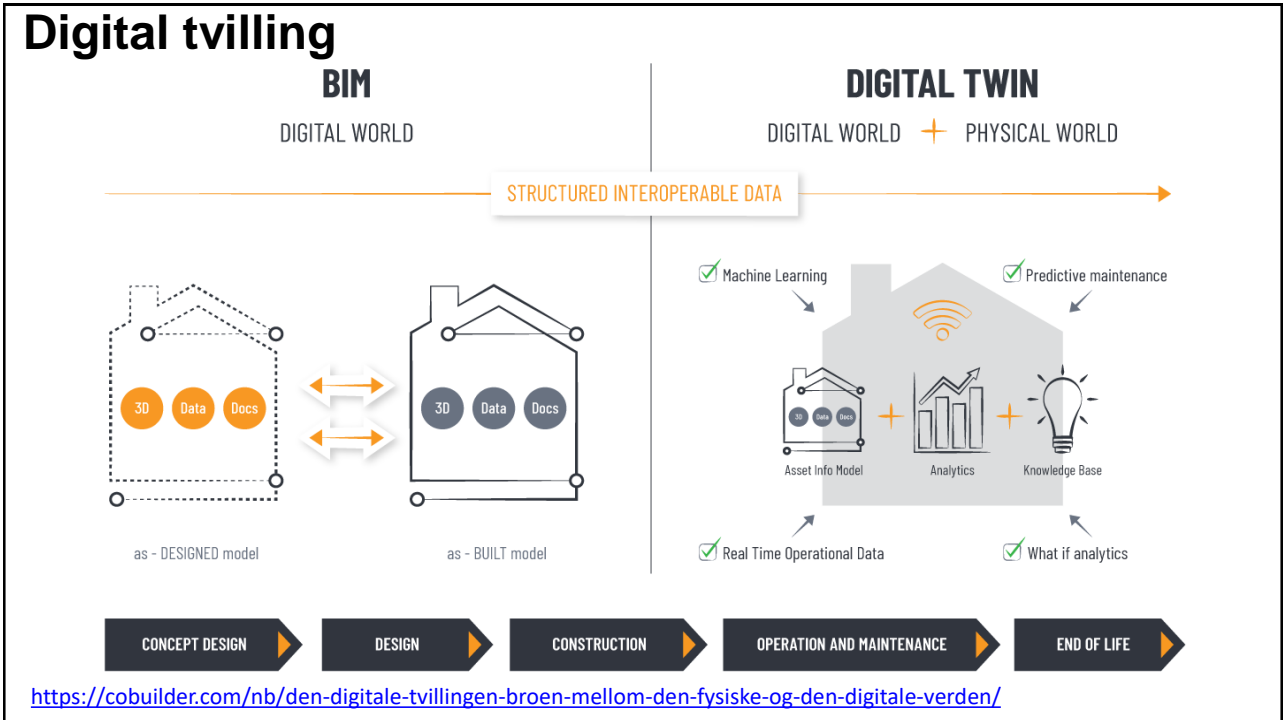 Digital tvilling
BIM
DIGITAL WORLD
DIGITAL TWIN
DIGITAL WORLD + PHYSICAL WORLD
STRUCTURED INTEROPERABLE DATA
3D Data Docs
as - DESIGNED model
3D Data Docs
as - BUILT model
Machine Learning
Predictive maintenance
3D Data Docs
Asset Info Model
Analytics
Knowledge Base
Real Time Operational Data
What if analytics
CONCEPT DESIGN
DESIGN
CONSTRUCTION
OPERATION AND MAINTENANCE
END OF LIFE
https://cobuilder.com/nb/den-digitale-tvillingen-broen-mellom-den-fysiske-og-den-digitale-verden/